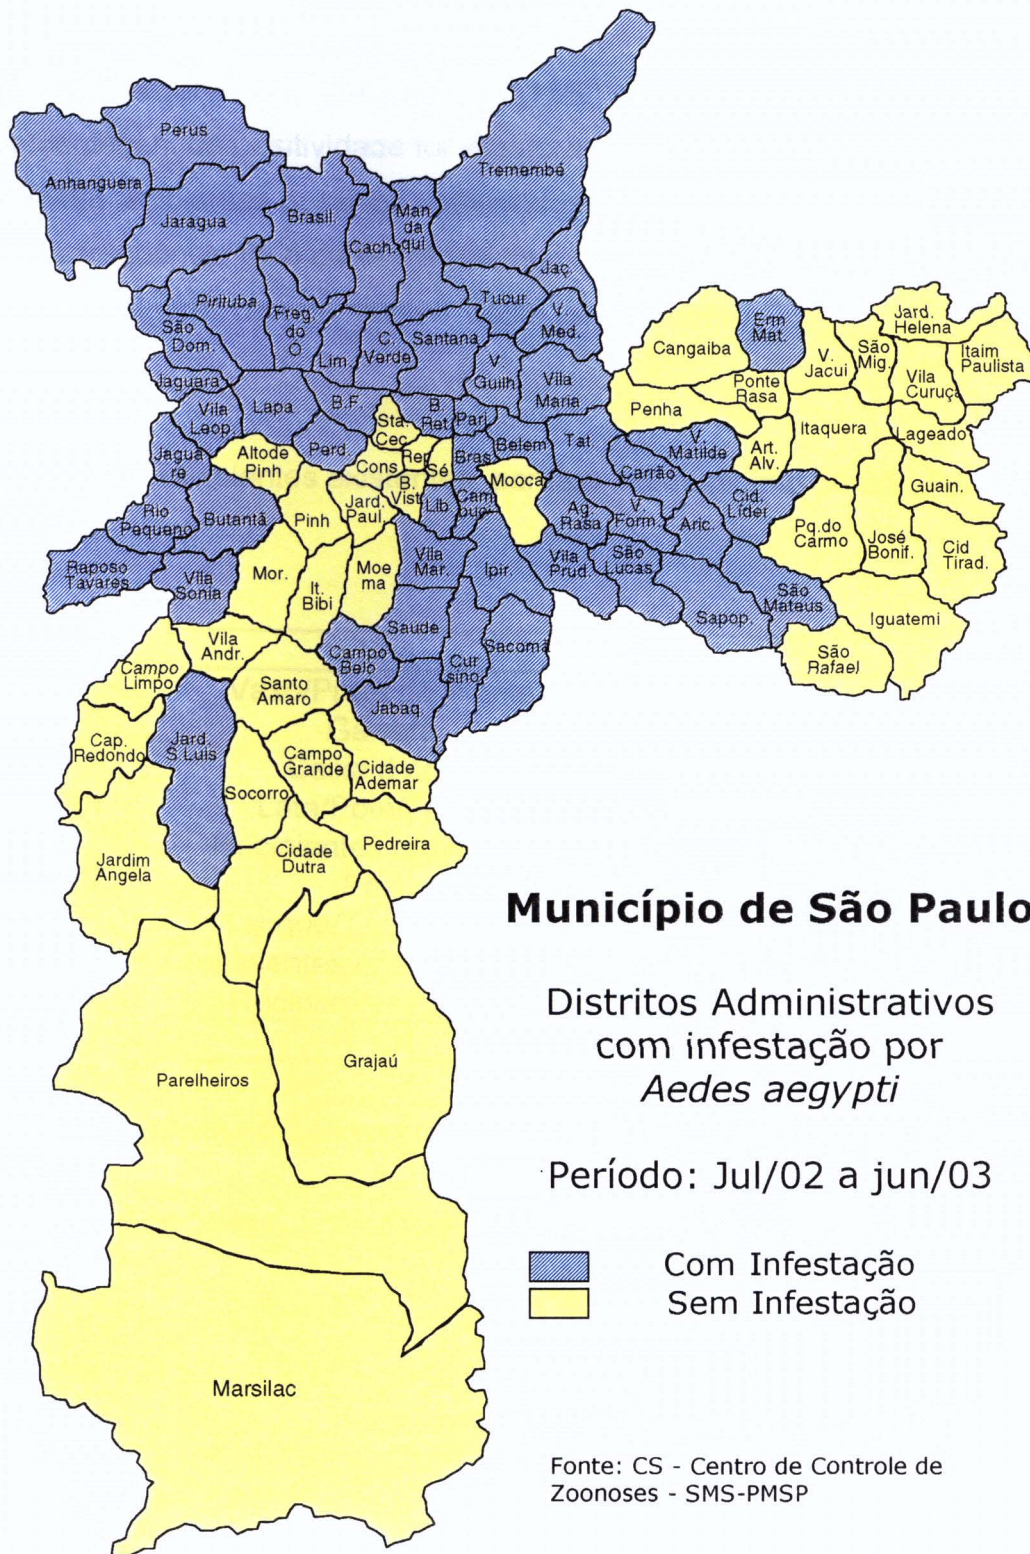 Perus
Anhanguera
Tremembé
Jaragua
Brasil.
Cach.
Man
da
qui
Jaç.
Pirituba
Freg.
do
O
Tucur.
V.
Med.
São
Dom.
Lim.
C.
Verde
Santana
V.
Guilh.
Vila
Maria
Jaguara
Vila
Leop.
Lapa
B.F.
B.
Ret.
Pari
Jagua
re
Perd.
Sta.
Cec.
Rep
Sé
Bras
Belem
Tat
Altode
Pinh
Cons
B.
Vist.
Lib
Cam
buci
Mooca
Carrão
V.
Matilde
Cangaiba
Erm
Mat.
Jard.
Helena
V.
Jacui
São
Mig.
Itaim
Paulista
Vila
Curuça
Ponte
Rasa
Penha
Itaquera
Lageado
Art.
Alv.
Guain.
Rio
Pequeno
Butantã
Pinh
Jard.
Paul.
Ag.
Rasa
V.
Form.
Aric.
Cid.
Líder
Pq.do
Carmo
José
Bonif.
Cid
Tirad.
Raposo
Tavares
Vila
Sonia
Mor.
It.
Bibi
Moe
ma
Vila
Mar.
Ipir.
Vila
Prud.
São
Lucas
Sapop.
São
Mateus
Iguatemi
São
Rafael
Campo
Limpo
Vila
Andr.
Campo
Belo
Saude
Cur
sino
Sacomã
Santo
Amaro
Jabaq.
Cap.
Redondo
Jard.
S.Luis
Socorro
Campo
Grande
Cidade
Ademar
Jardim
Angela
Cidade
Dutra
Pedreira
Parelheiros
Grajaú
Marsilac
Município de São Paulo
Distritos Administrativos
com infestação por
Aedes aegypti
Período: Jul/02 a jun/03
Com Infestação
Sem Infestação
Fonte: CS - Centro de Controle de
Zoonoses - SMS-PMSP